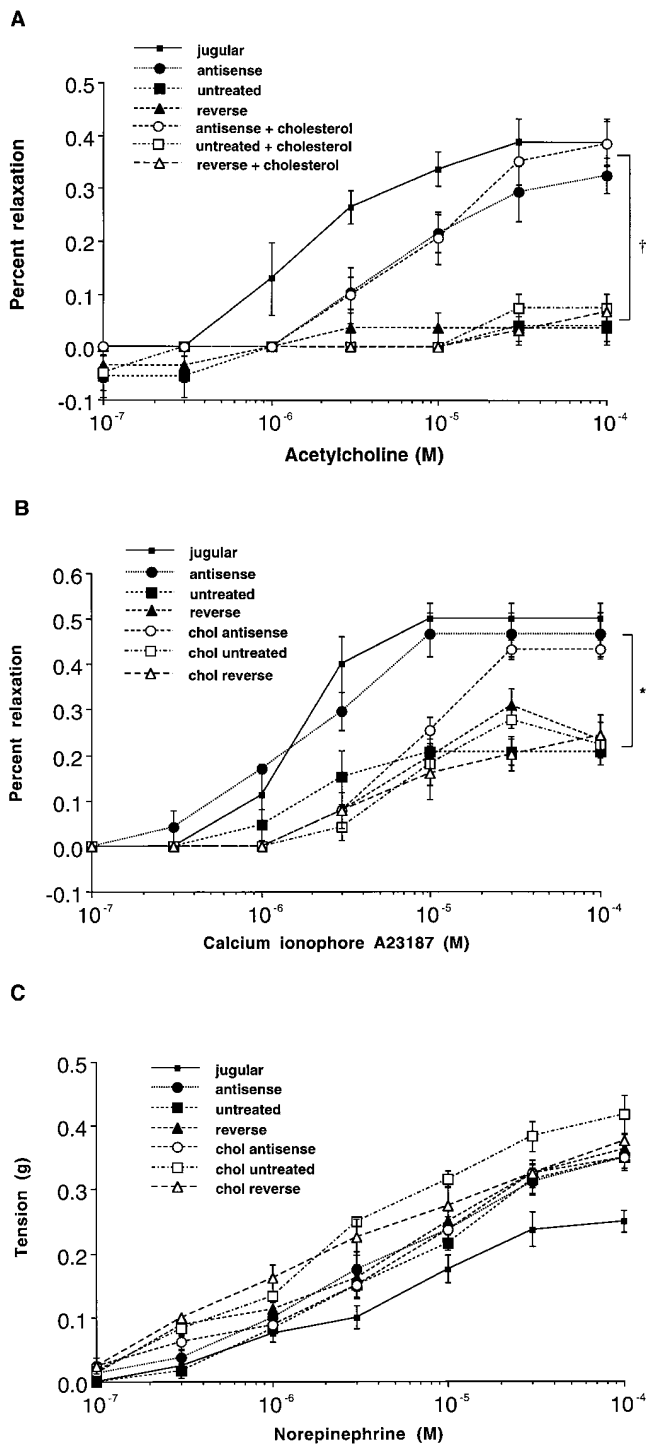 A
jugular
antisense
untreated
reverse
antisense + cholesterol
untreated + cholesterol
reverse + cholesterol
0.5
0.4
0.3
0.2
0.1
0.0
-0.1
Percent relaxation
†
10⁻⁷ 10⁻⁶ 10⁻⁵ 10⁻⁴
Acetylcholine (M)
B
jugular
antisense
untreated
reverse
chol antisense
chol untreated
chol reverse
0.6
0.5
0.4
0.3
0.2
0.1
0.0
-0.1
Percent relaxation
*
10⁻⁷ 10⁻⁶ 10⁻⁵ 10⁻⁴
Calcium ionophore A23187 (M)
C
jugular
antisense
untreated
reverse
chol antisense
chol untreated
chol reverse
0.5
0.4
0.3
0.2
0.1
0.0
Tension (g)
10⁻⁷ 10⁻⁶ 10⁻⁵ 10⁻⁴
Norepinephrine (M)